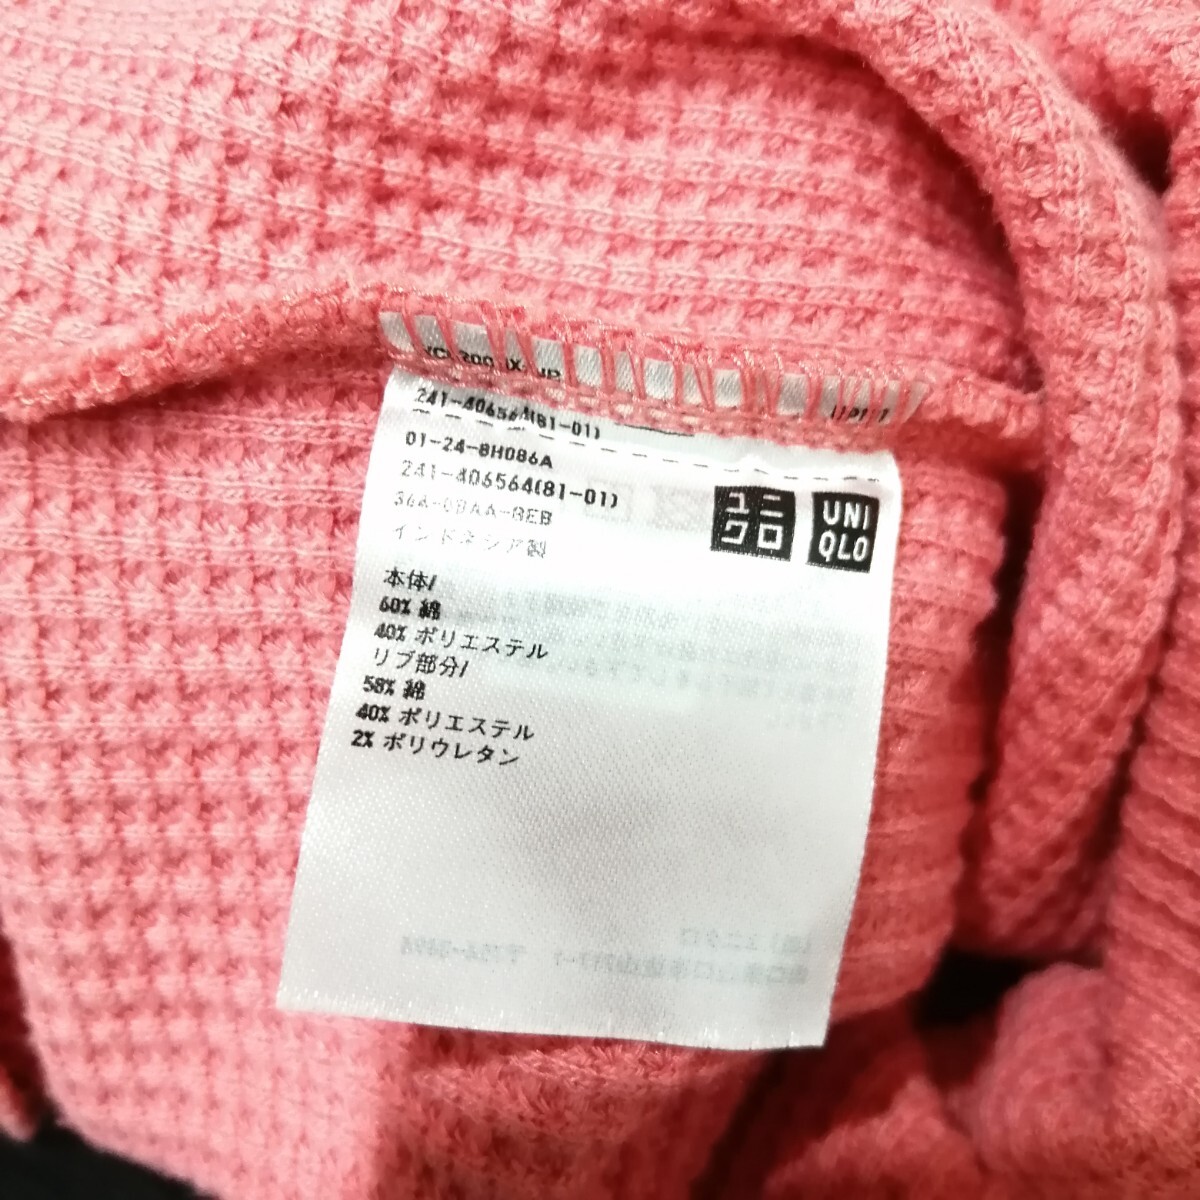 241-406564(81-01)
01-24-8H086A
241-406564(81-01)
インドネシア製
ユニクロ
UNIQLO
本体/
60% 綿
40% ポリエステル
リブ部分/
58% 綿
40% ポリエステル
2% ポリウレタン